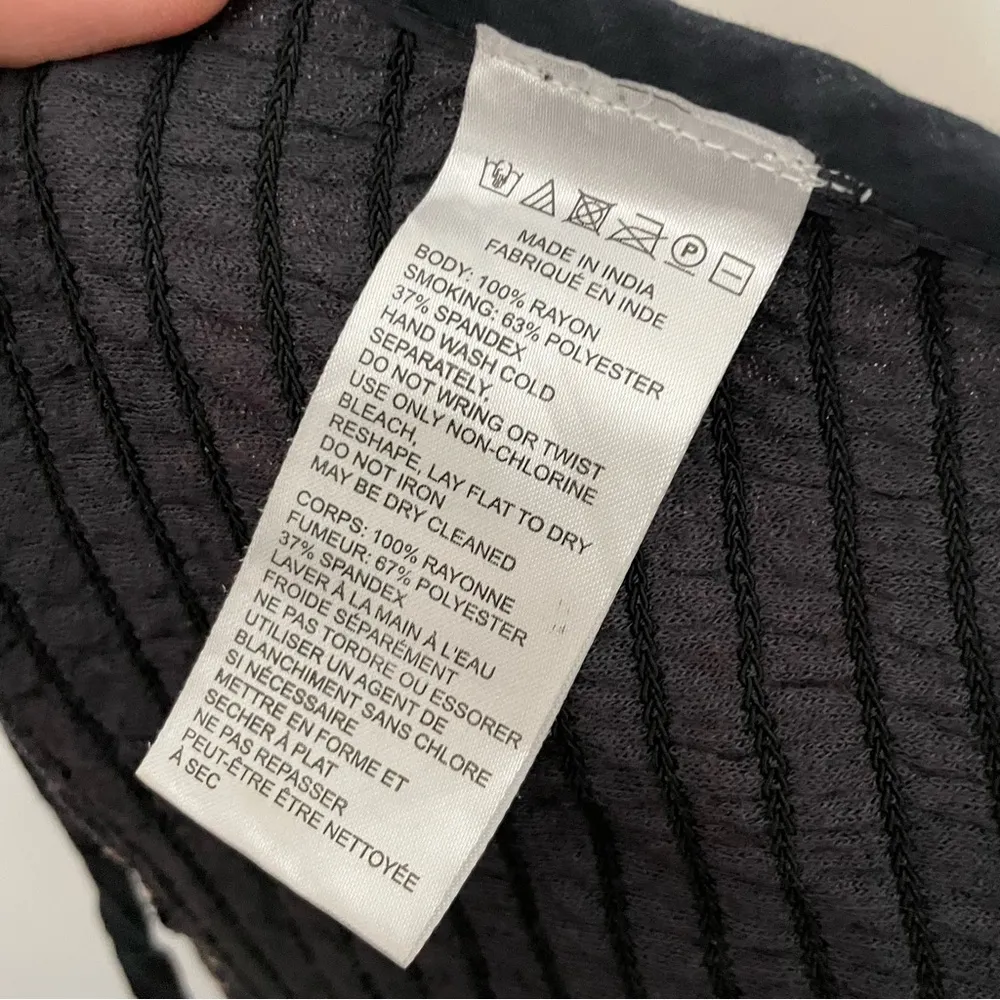 P
MADE IN INDIA
FABRIQUÉ EN INDE
BODY: 100% RAYON
SMOKING: 63% POLYESTER
37% SPANDEX
HAND WASH COLD
SEPARATELY,
DO NOT WRING OR TWIST
USE ONLY NON-CHLORINE
BLEACH,
RESHAPE, LAY FLAT TO DRY
DO NOT IRON
MAY BE DRY CLEANED
CORPS: 100% RAYONNE
FUMEUR: 67% POLYESTER
37% SPANDEX
LAVER À LA MAIN À L'EAU
FROIDE SÉPARÉMENT
NE PAS TORDRE OU ESSORER
UTILISER UN AGENT DE
BLANCHIMENT SANS CHLORE
SI NÉCESSAIRE
METTRE EN FORME ET
SECHER À PLAT
NE PAS REPASSER
PEUT-ÊTRE ÊTRE NETTOYÉE
À SEC